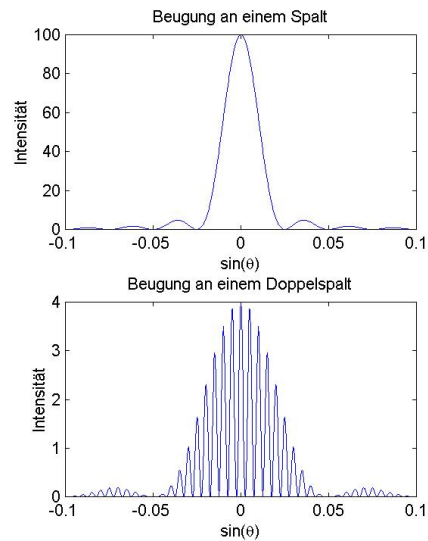 Beugung an einem Spalt
100
80
60
40
20
0
Intensität
-0.1 -0.05 0 0.05 0.1
sin(θ)
Beugung an einem Doppelspalt
4
3
2
1
0
Intensität
-0.1 -0.05 0 0.05 0.1
sin(θ)